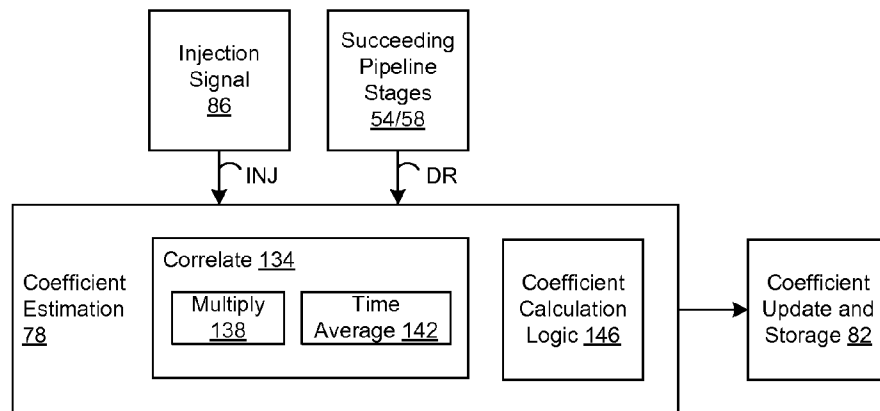 Injection
Signal
86
Succeeding
Pipeline
Stages
54/58
INJ
DR
Coefficient
Estimation
78
Correlate 134
Multiply
138
Time
Average 142
Coefficient
Calculation
Logic 146
Coefficient
Update and
Storage 82